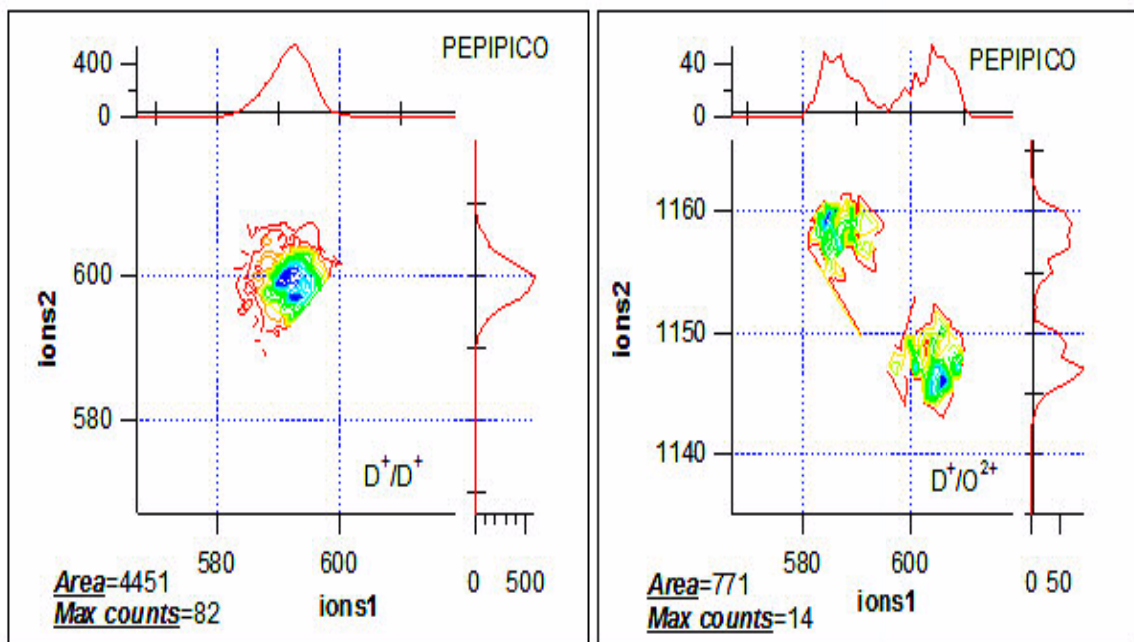 PEPIPICO
400
0
600
580
ions2
D+/D+
580
600
0
500
ions1
Area=4451
Max counts=82
PEPIPICO
40
0
1160
1150
1140
ions2
D+/O2+
580
600
0
50
ions1
Area=771
Max counts=14